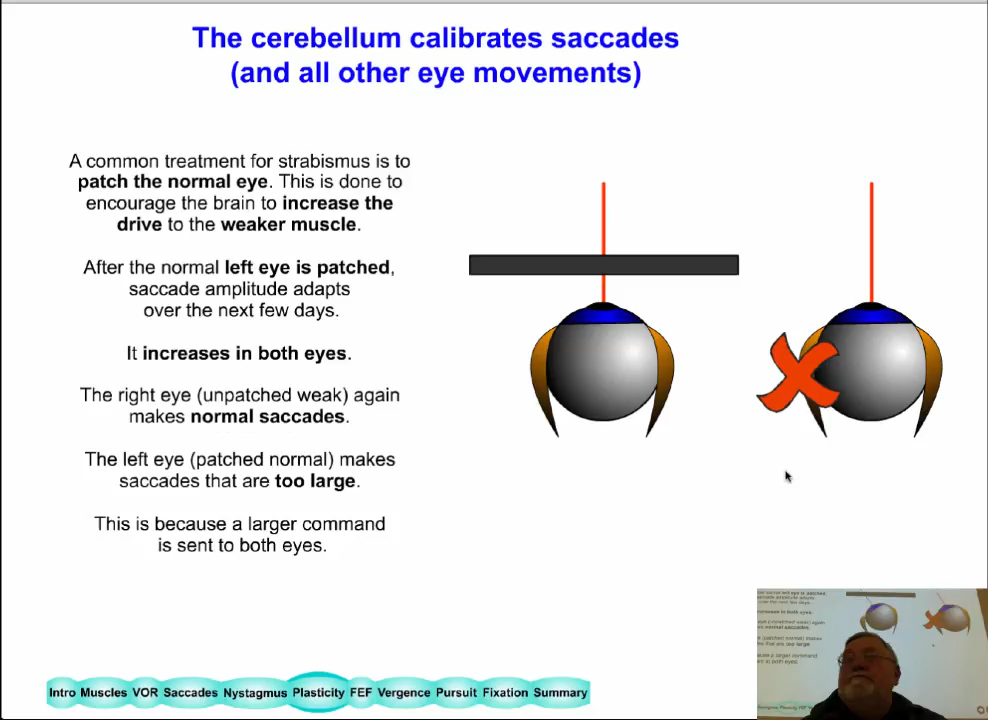 The cerebellum calibrates saccades
(and all other eye movements)
A common treatment for strabismus is to
patch the normal eye. This is done to
encourage the brain to increase the
drive to the weaker muscle.
After the normal left eye is patched,
saccade amplitude adapts
over the next few days.
It increases in both eyes.
The right eye (unpatched weak) again
makes normal saccades.
The left eye (patched normal) makes
saccades that are too large.
This is because a larger command
is sent to both eyes.
Intro Muscles VOR Saccades Nystagmus Plasticity FEF Vergence Pursuit Fixation Summary